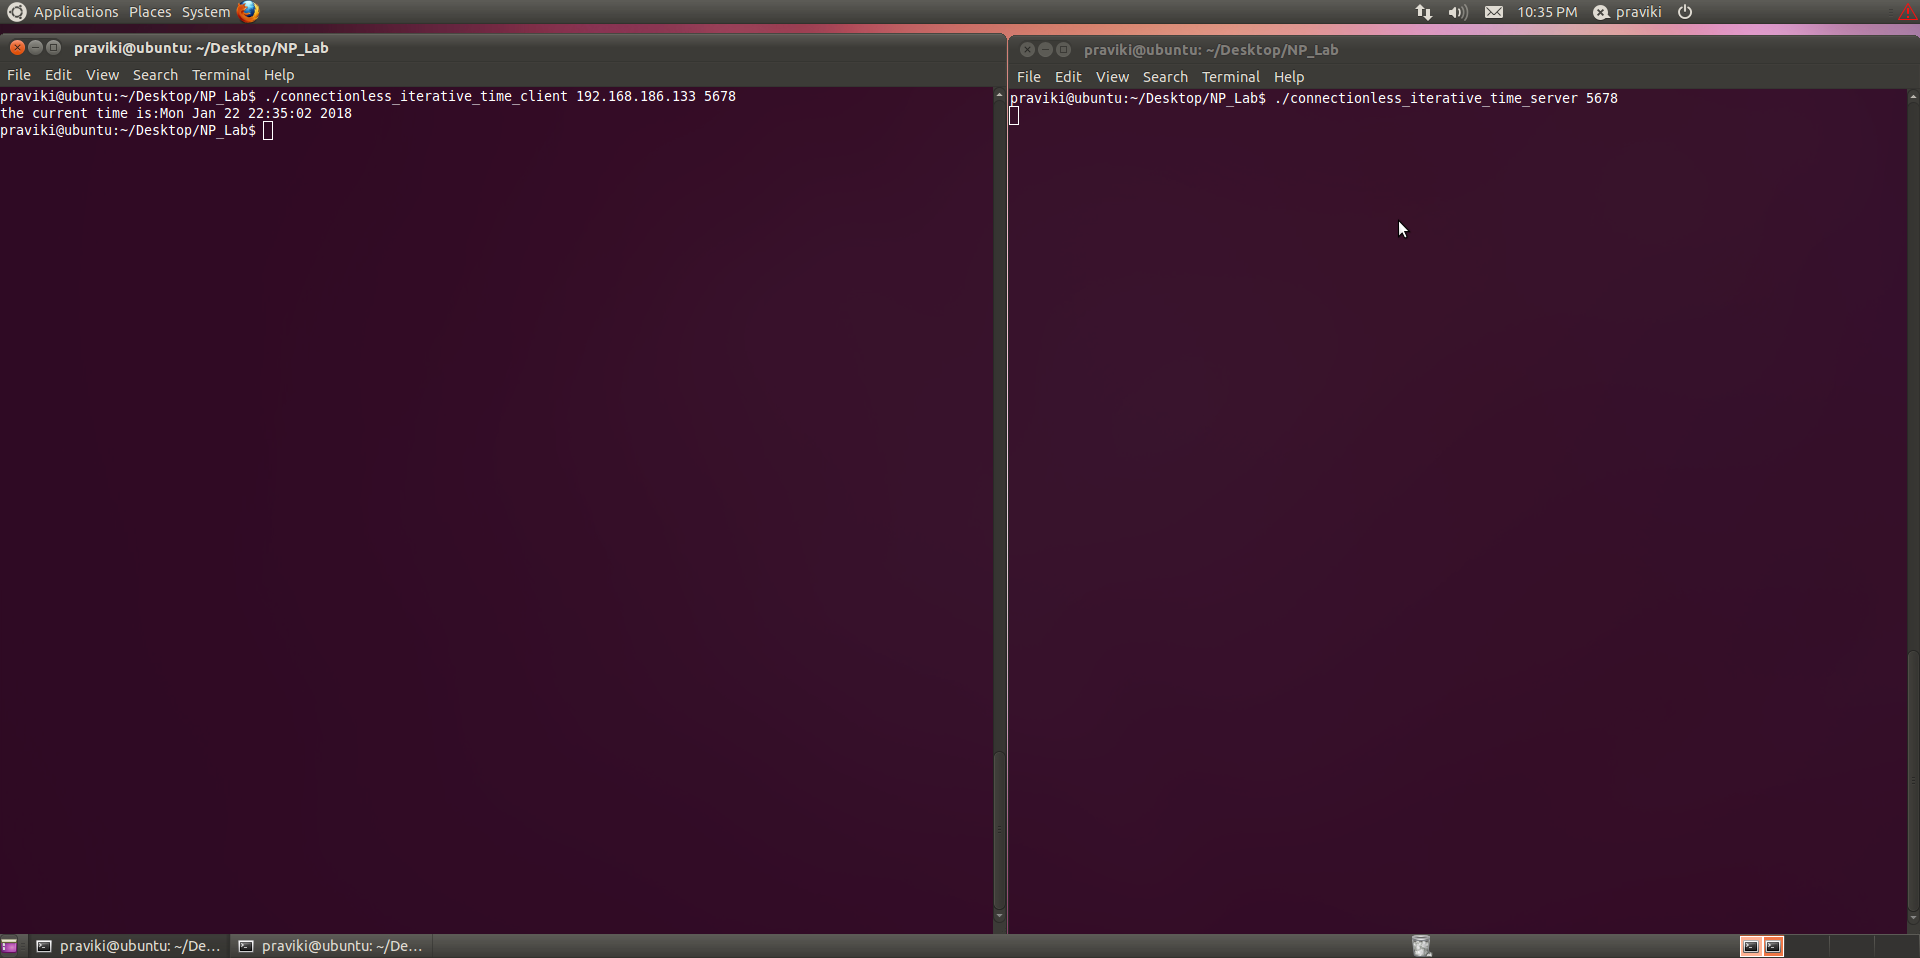 Applications Places System 10:35 PM praviki
praviki@ubuntu: ~/Desktop/NP_Lab
File Edit View Search Terminal Help
praviki@ubuntu:~/Desktop/NP_Lab$ ./connectionless_iterative_time_client 192.168.186.133 5678
the current time is:Mon Jan 22 22:35:02 2018
praviki@ubuntu:~/Desktop/NP_Lab$
praviki@ubuntu: ~/Desktop/NP_Lab
File Edit View Search Terminal Help
praviki@ubuntu:~/Desktop/NP_Lab$ ./connectionless_iterative_time_server 5678
praviki@ubuntu: ~/De... praviki@ubuntu: ~/De...